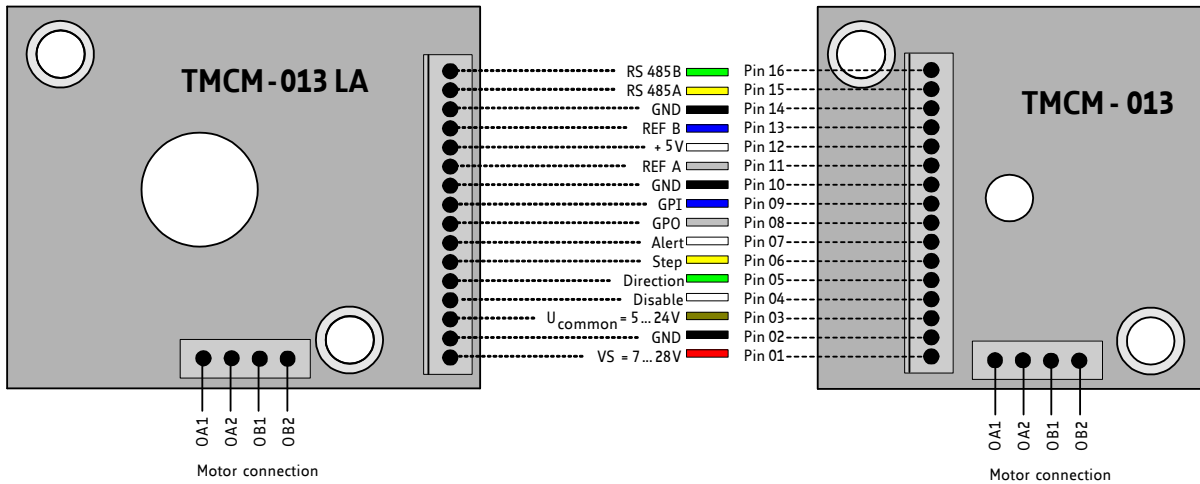 TMCM-013 LA
TMCM - 013
RS 485B Pin 16
RS 485A Pin 15
GND Pin 14
REF B Pin 13
+ 5V Pin 12
REF A Pin 11
GND Pin 10
GPI Pin 09
GPO Pin 08
Alert Pin 07
Step Pin 06
Direction Pin 05
Disable Pin 04
Ucommon = 5...24V Pin 03
GND Pin 02
VS = 7...28V Pin 01
OA1 OA2 OB1 OB2
Motor connection
OA1 OA2 OB1 OB2
Motor connection